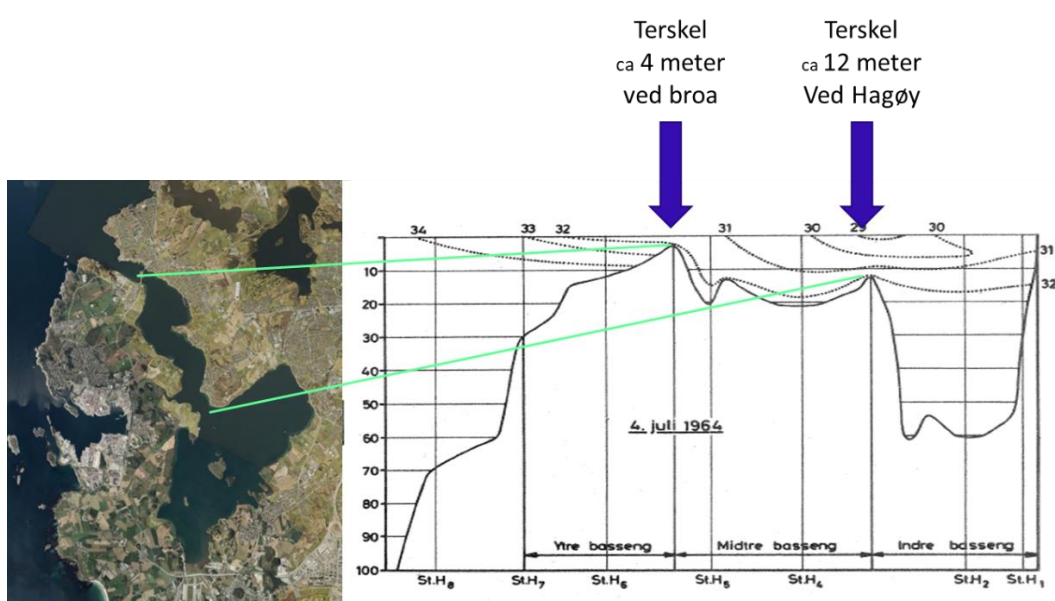 Terskel
ca 4 meter
ved broa
Terskel
ca 12 meter
Ved Hagøy
34 33 32 31 30 29 30
31
32
10
20
30
40
50
60
70
80
90
100
4. juli 1964
Ytre basseng Midtre basseng Indre basseng
St.H8 St.H7 St.H6 St.H5 St.H4 St.H2 St.H1